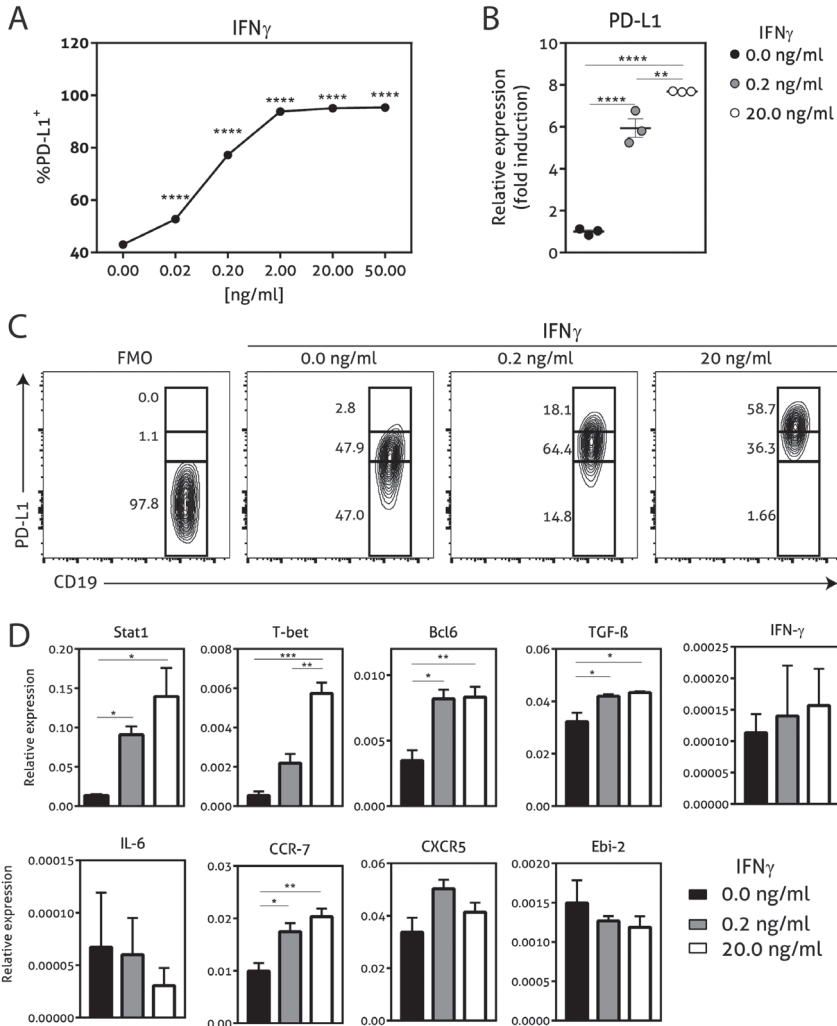 A
IFNγ
120
100
80
60
40
%PD-L1+
****
****
****
****
****
0.00 0.02 0.20 2.00 20.00 50.00
[ng/ml]
B
PD-L1
10
8
6
4
2
0
Relative expression
(fold induction)
****
**
****
IFNγ
0.0 ng/ml
0.2 ng/ml
20.0 ng/ml
C
IFNγ
FMO 0.0 ng/ml 0.2 ng/ml 20 ng/ml
PD-L1
0.0
1.1
97.8
2.8
47.9
47.0
18.1
64.4
14.8
58.7
36.3
1.66
CD19
D
Relative expression
Stat1
0.20
0.15
0.10
0.05
0.00
*
*
T-bet
0.008
0.006
0.004
0.002
0.000
***
**
Bcl6
0.010
0.005
0.000
**
*
TGF-ß
0.06
0.04
0.02
0.00
*
*
IFN-γ
0.00025
0.00020
0.00015
0.00010
0.00005
0.00000
Relative expression
IL-6
0.00015
0.00010
0.00005
0.00000
CCR-7
0.03
0.02
0.01
0.00
**
*
CXCR5
0.06
0.04
0.02
0.00
Ebi-2
0.0020
0.0015
0.0010
0.0005
0.0000
IFNγ
0.0 ng/ml
0.2 ng/ml
20.0 ng/ml